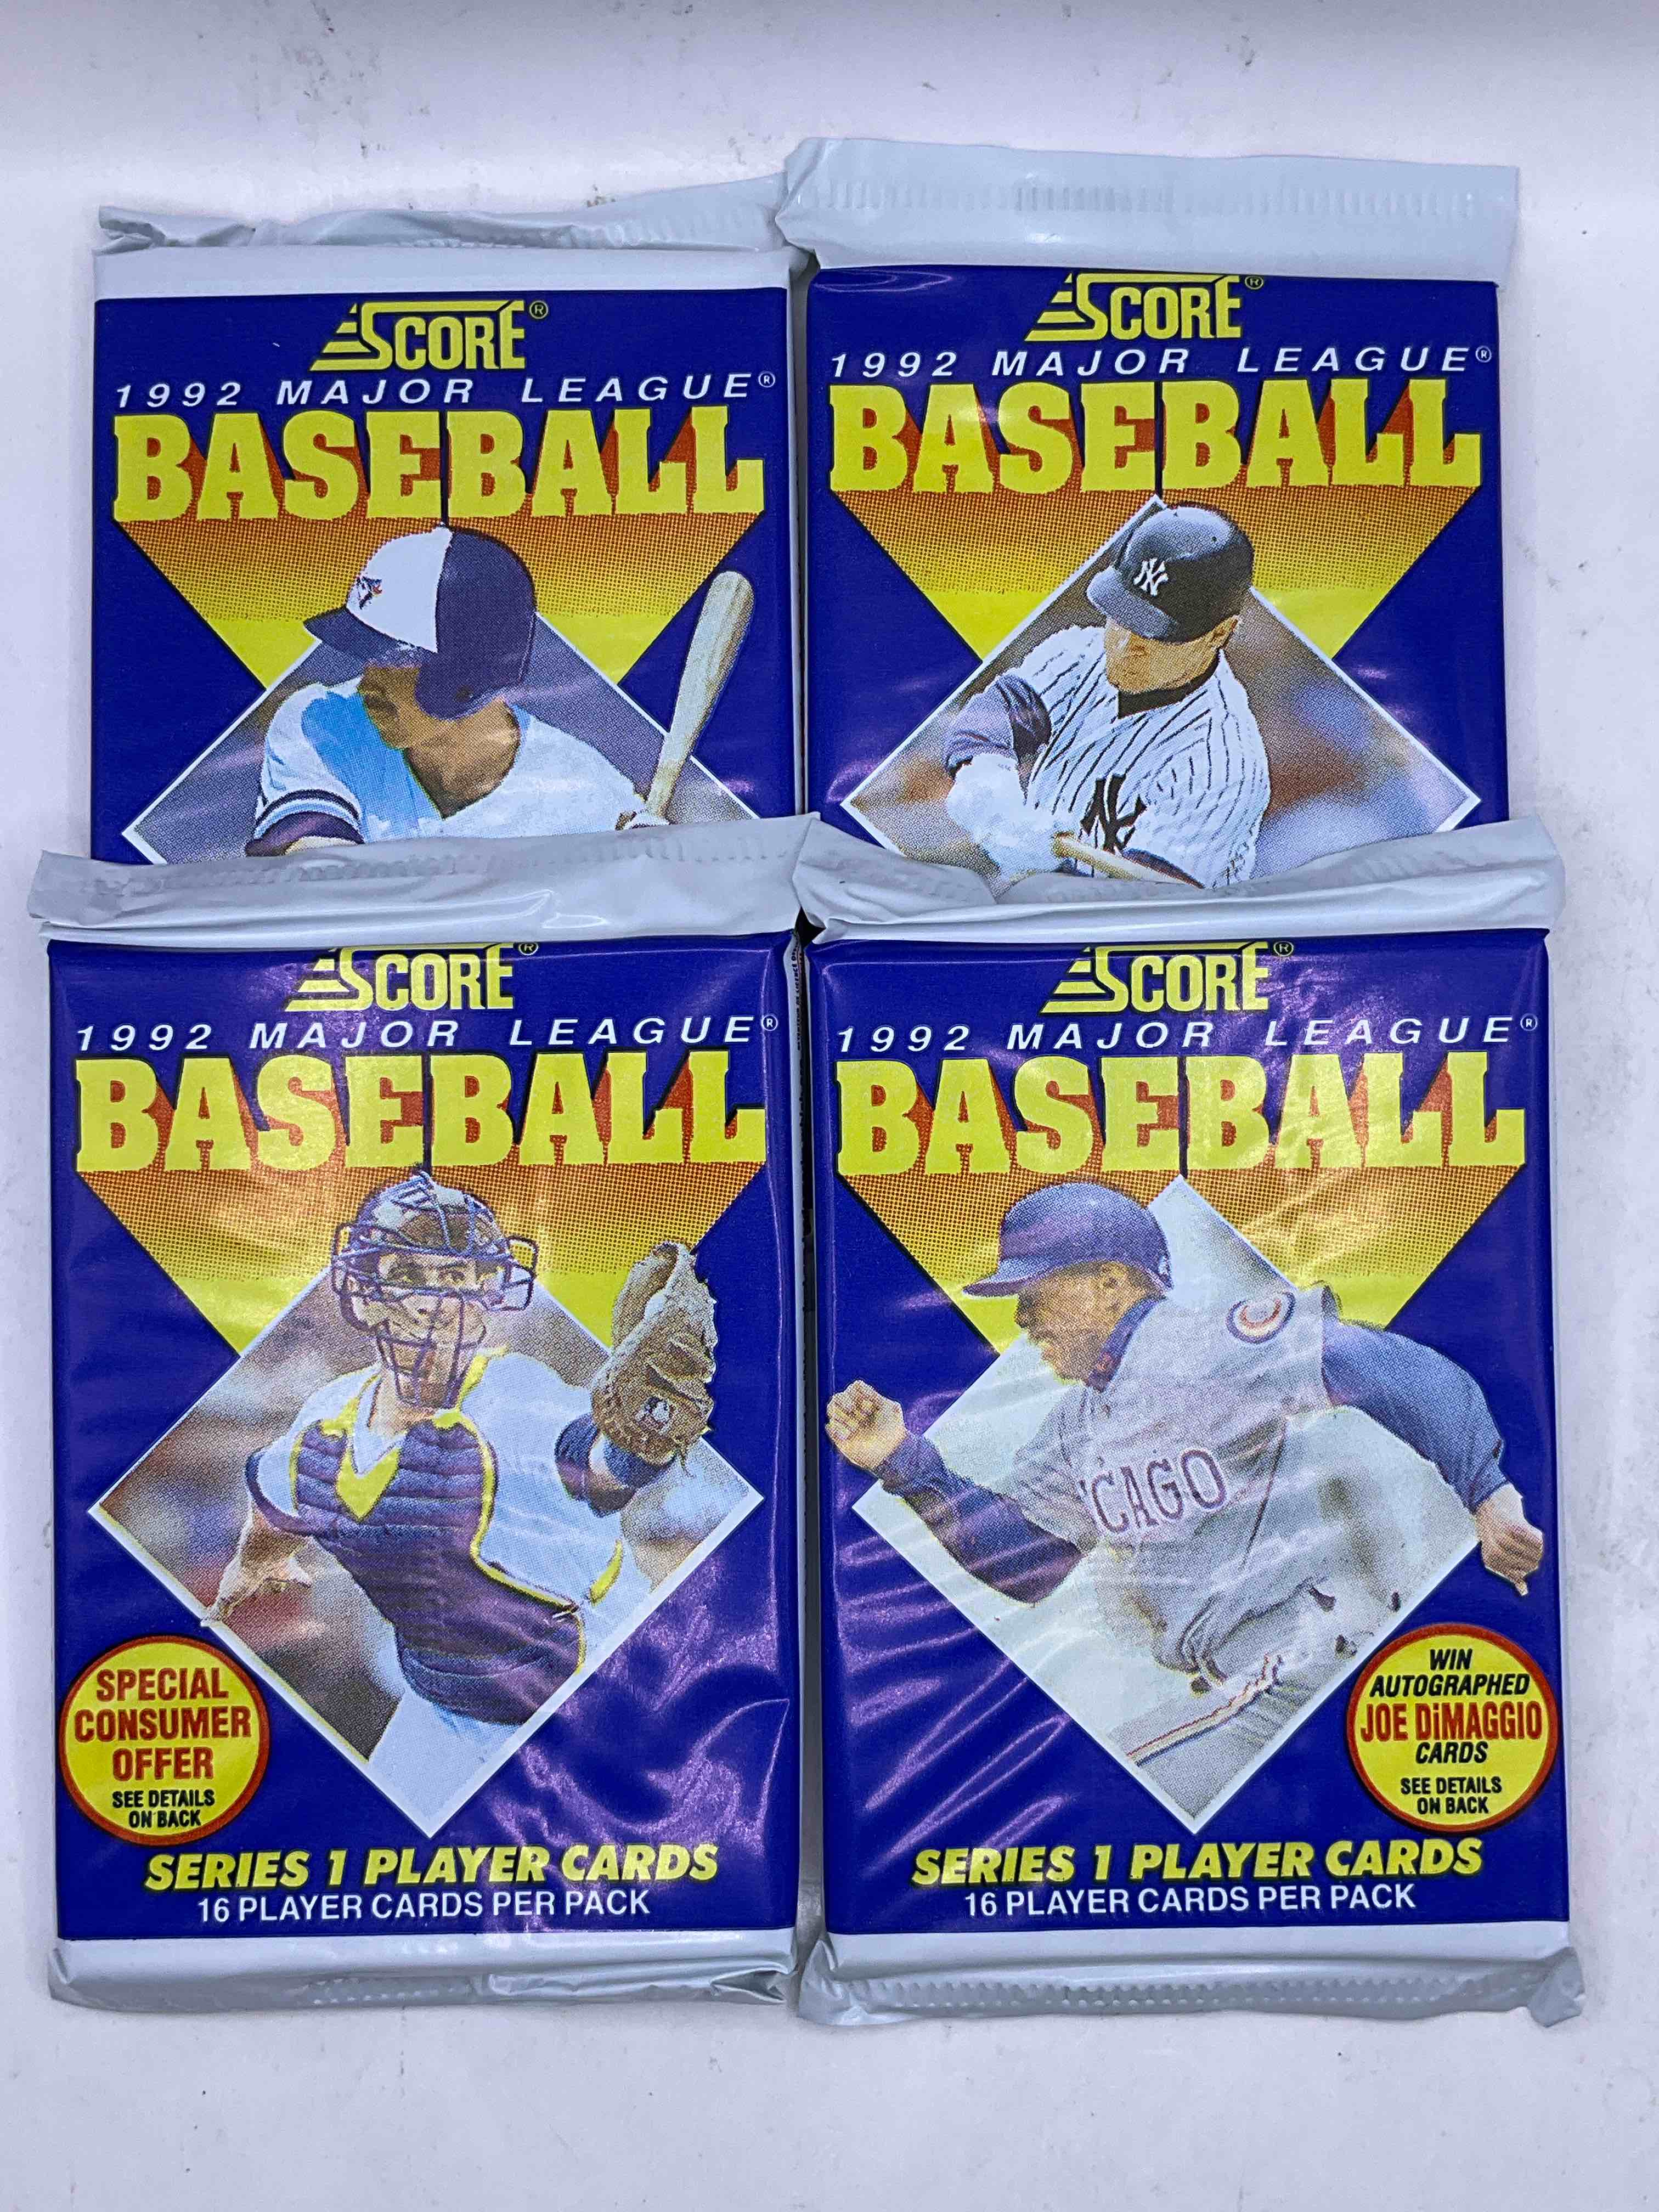 SCORE®
1992 MAJOR LEAGUE®
BASEBALL
SCORE®
1992 MAJOR LEAGUE®
BASEBALL
NY
NY
SCORE®
1992 MAJOR LEAGUE®
BASEBALL
SPECIAL
CONSUMER
OFFER
SEE DETAILS
ON BACK
SERIES 1 PLAYER CARDS
16 PLAYER CARDS PER PACK
SCORE®
1992 MAJOR LEAGUE®
BASEBALL
C
ICAGO
WIN
AUTOGRAPHED
JOE DiMAGGIO
CARDS
SEE DETAILS
ON BACK
SERIES 1 PLAYER CARDS
16 PLAYER CARDS PER PACK